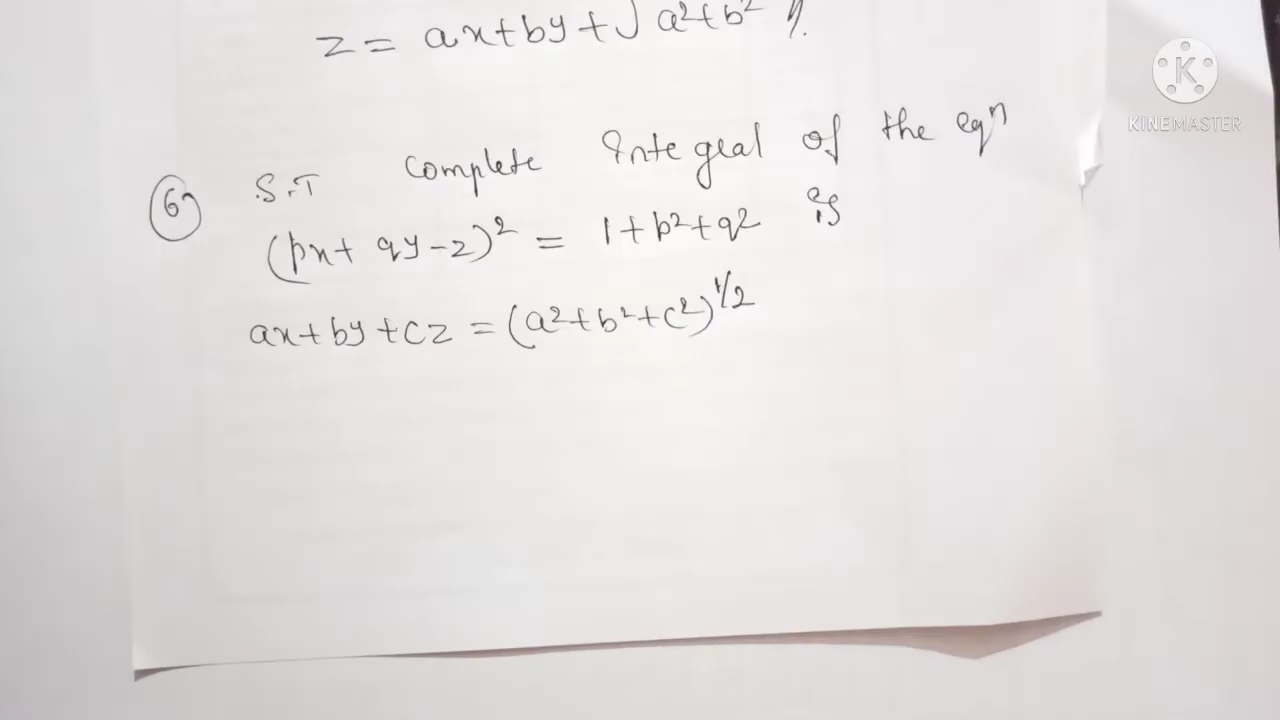 z = ax+by+√a²+b² //.
KINEMASTER
⑥ S.T complete Integral of the eqⁿ
(px+ qy-z)² = 1+p²+q² is
ax+by+cz = (a²+b²+c²)^1/2